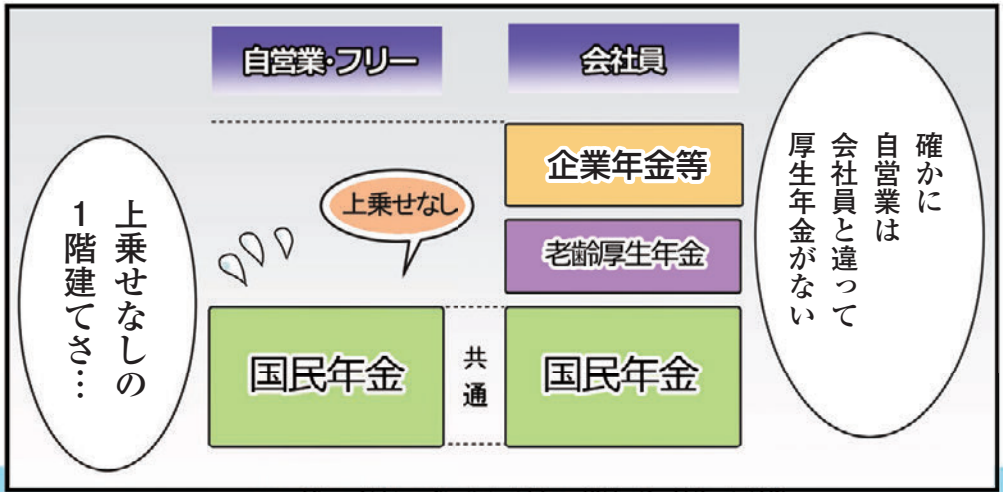 確かに
自営業は
会社員と違って
厚生年金がない
自営業・フリー
会社員
企業年金等
上乗せなし
老齢厚生年金
国民年金
共通
国民年金
上乗せなしの
1階建てさ…